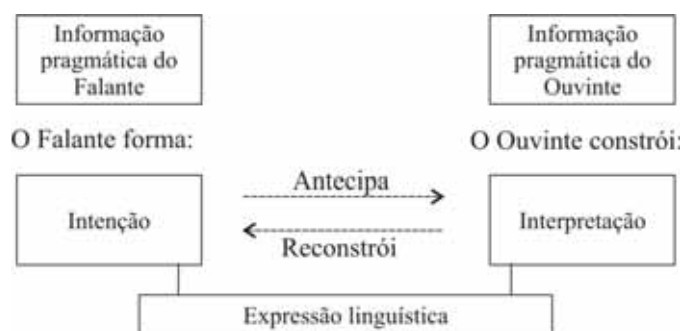 Informação
pragmática do
Falante
Informação
pragmática do
Ouvinte
O Falante forma:
O Ouvinte constrói:
Antecipa
Intenção
Interpretação
Reconstrói
Expressão linguística